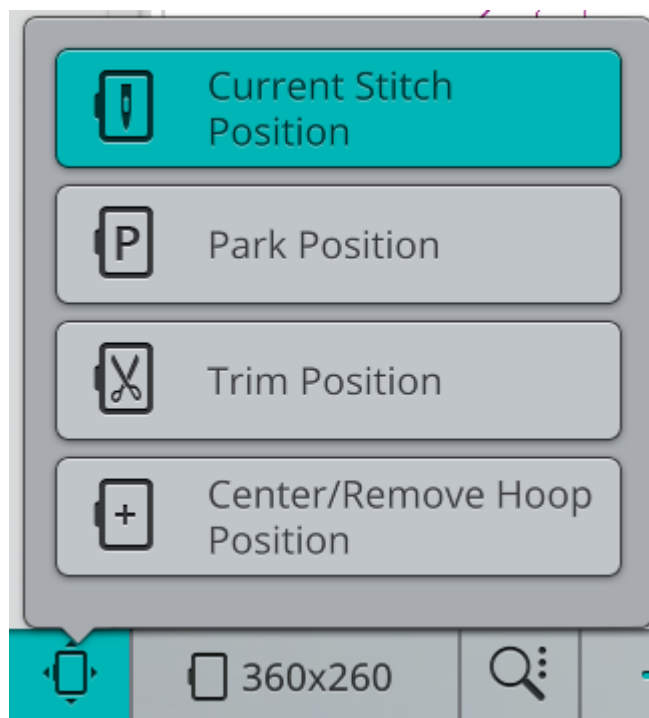 Current Stitch
Position
P
Park Position
Trim Position
Center/Remove Hoop
Position
360x260